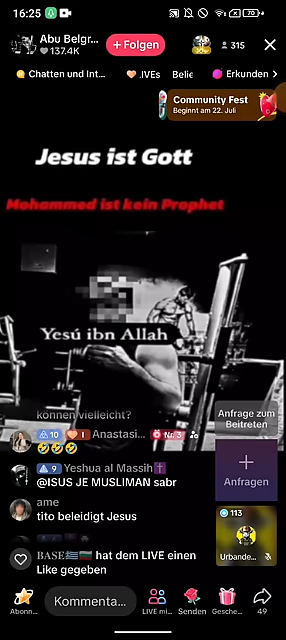 16:25
70
Abu Belgr...
137.4K
+ Folgen
315
Chatten und Int...
LIVEs
Belie
Erkunden
Community Fest
Beginnt am 22. Juli
Jesus ist Gott
Mohammed ist kein Prophet
Yesú ibn Allah
können vielleicht?
10
1
Anastasi...
Nr. 3
🤣🤣🤣
9
Yeshua al Massih✝️
@ISUS JE MUSLIMAN sabr
ame
tito beleidigt Jesus
BASE🇬🇷🇧🇬 hat dem LIVE einen
Like gegeben
Anfrage zum
Beitreten
+
Anfragen
113
Urbande...
Abonn...
Kommenta...
LIVE mi...
Senden
Gesche...
49